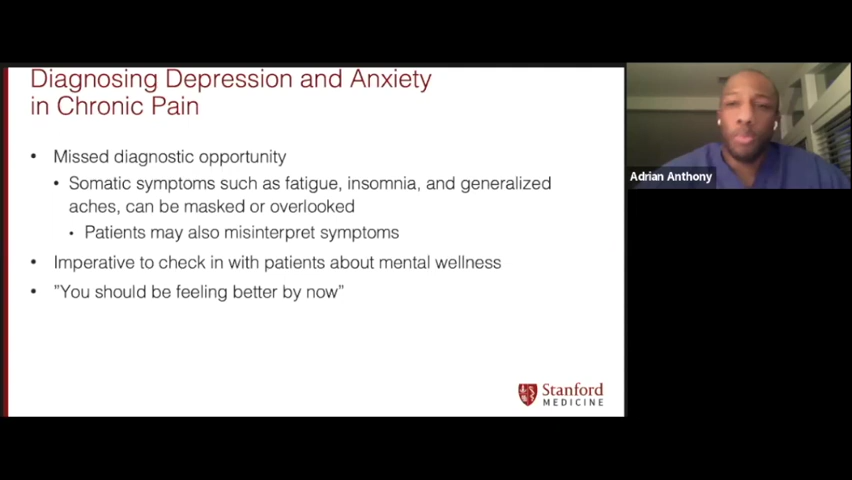 Diagnosing Depression and Anxiety
in Chronic Pain
• Missed diagnostic opportunity
• Somatic symptoms such as fatigue, insomnia, and generalized
aches, can be masked or overlooked
• Patients may also misinterpret symptoms
• Imperative to check in with patients about mental wellness
• ”You should be feeling better by now”
Adrian Anthony
Stanford
MEDICINE